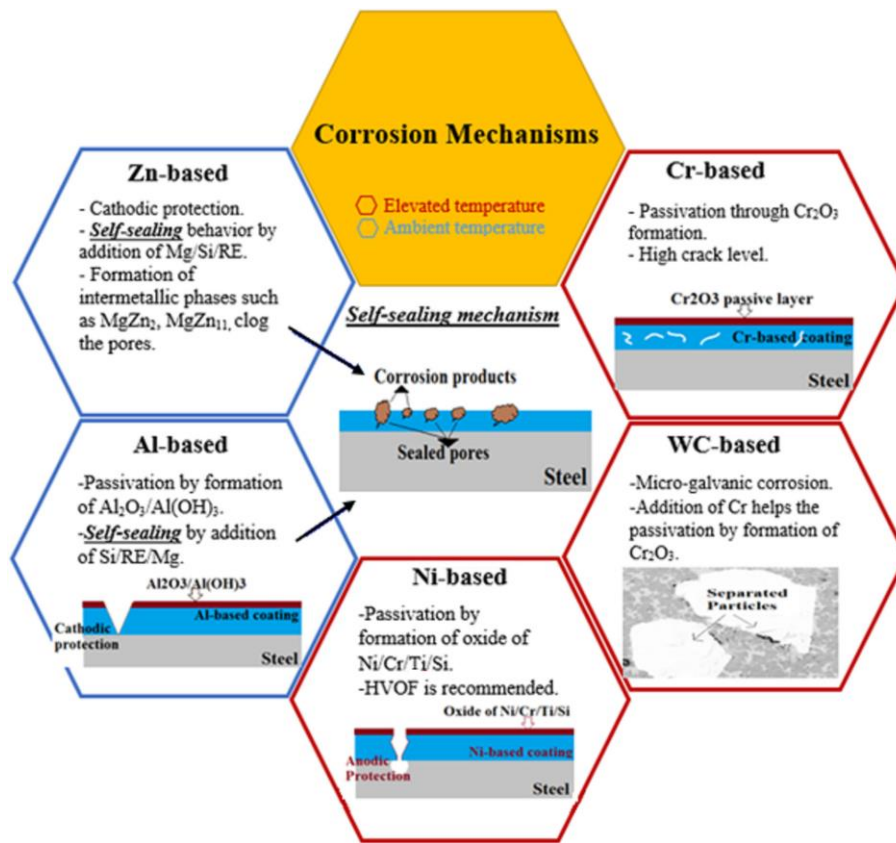 Corrosion Mechanisms
Elevated temperature
Ambient temperature
Zn-based
- Cathodic protection.
- Self-sealing behavior by
addition of Mg/Si/RE.
- Formation of
intermetallic phases such
as MgZn₂, MgZn₁₁, clog
the pores.
Cr-based
- Passivation through Cr₂O₃
formation.
- High crack level.
Cr2O3 passive layer
Cr-based coating
Steel
Self-sealing mechanism
Corrosion products
Sealed pores
Steel
Al-based
-Passivation by formation
of Al₂O₃/Al(OH)₃.
-Self-sealing by addition
of Si/RE/Mg.
Al2O3/Al(OH)3
Al-based coating
Cathodic
protection
Steel
WC-based
-Micro-galvanic corrosion.
-Addition of Cr helps the
passivation by formation of
Cr₂O₃.
Separated
Particles
Ni-based
-Passivation by
formation of oxide of
Ni/Cr/Ti/Si.
-HVOF is recommended.
Oxide of Ni/Cr/Ti/Si
Ni-based coating
Anodic
Protection
Steel